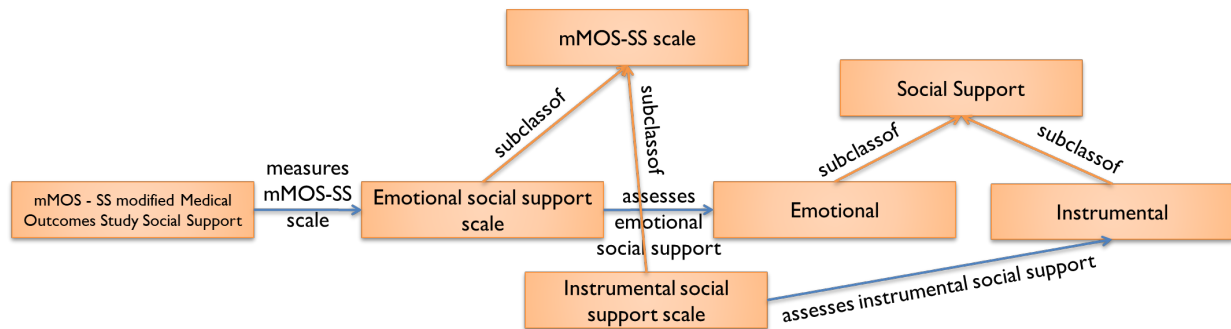 mMOS-SS scale
Social Support
subclassof
subclassof
subclassof
subclassof
measures
mMOS-SS
scale
mMOS - SS modified Medical
Outcomes Study Social Support
Emotional social support
scale
assesses
emotional
social support
Emotional
Instrumental
Instrumental social
support scale
assesses instrumental social support